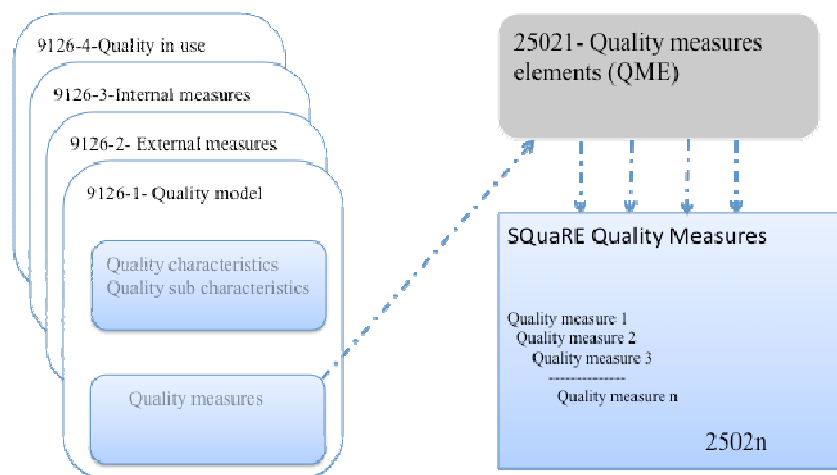 9126-4-Quality in use
9126-3-Internal measures
9126-2- External measures
9126-1- Quality model
Quality characteristics
Quality sub characteristics
Quality measures
25021- Quality measures
elements (QME)
SQuaRE Quality Measures
Quality measure 1
Quality measure 2
Quality measure 3
---------------
Quality measure n
2502n